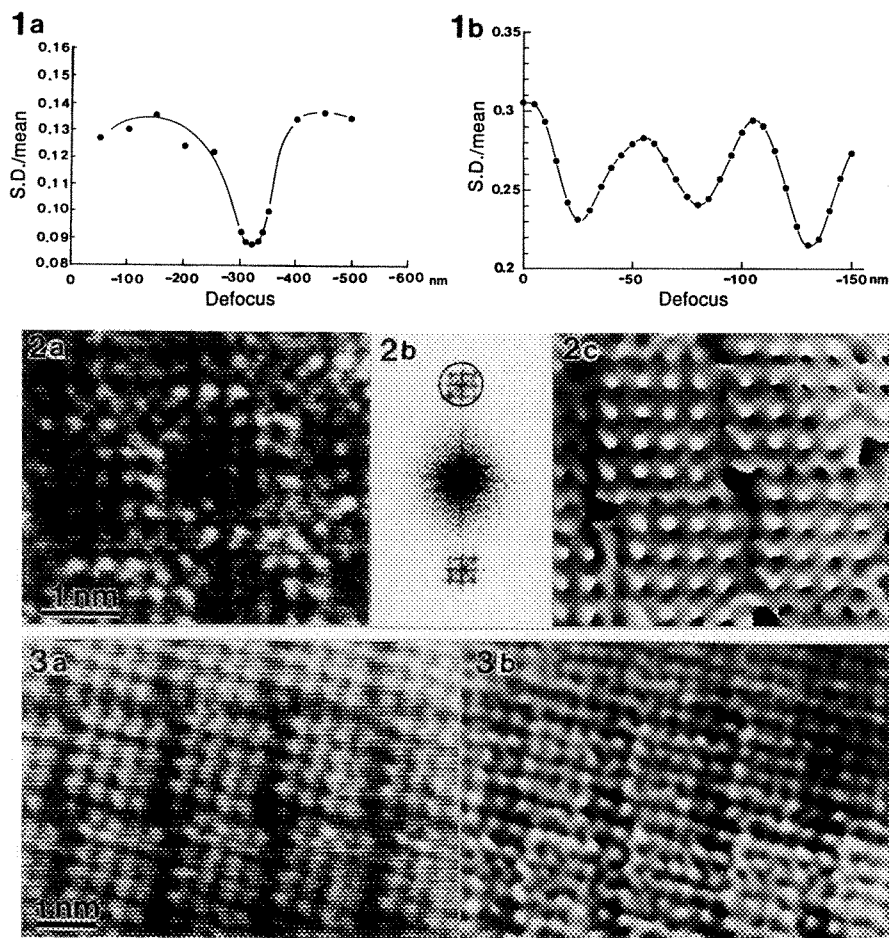 1a
0.16
0.15
0.14
0.13
0.12
0.11
0.10
0.09
0.08
S.D./mean
0 -100 -200 -300 -400 -500 -600 nm
Defocus
1b
0.35
0.3
0.25
0.2
S.D./mean
0 -50 -100 -150 nm
Defocus
2a
1 nm
2b
2c
3a
1 nm
3b